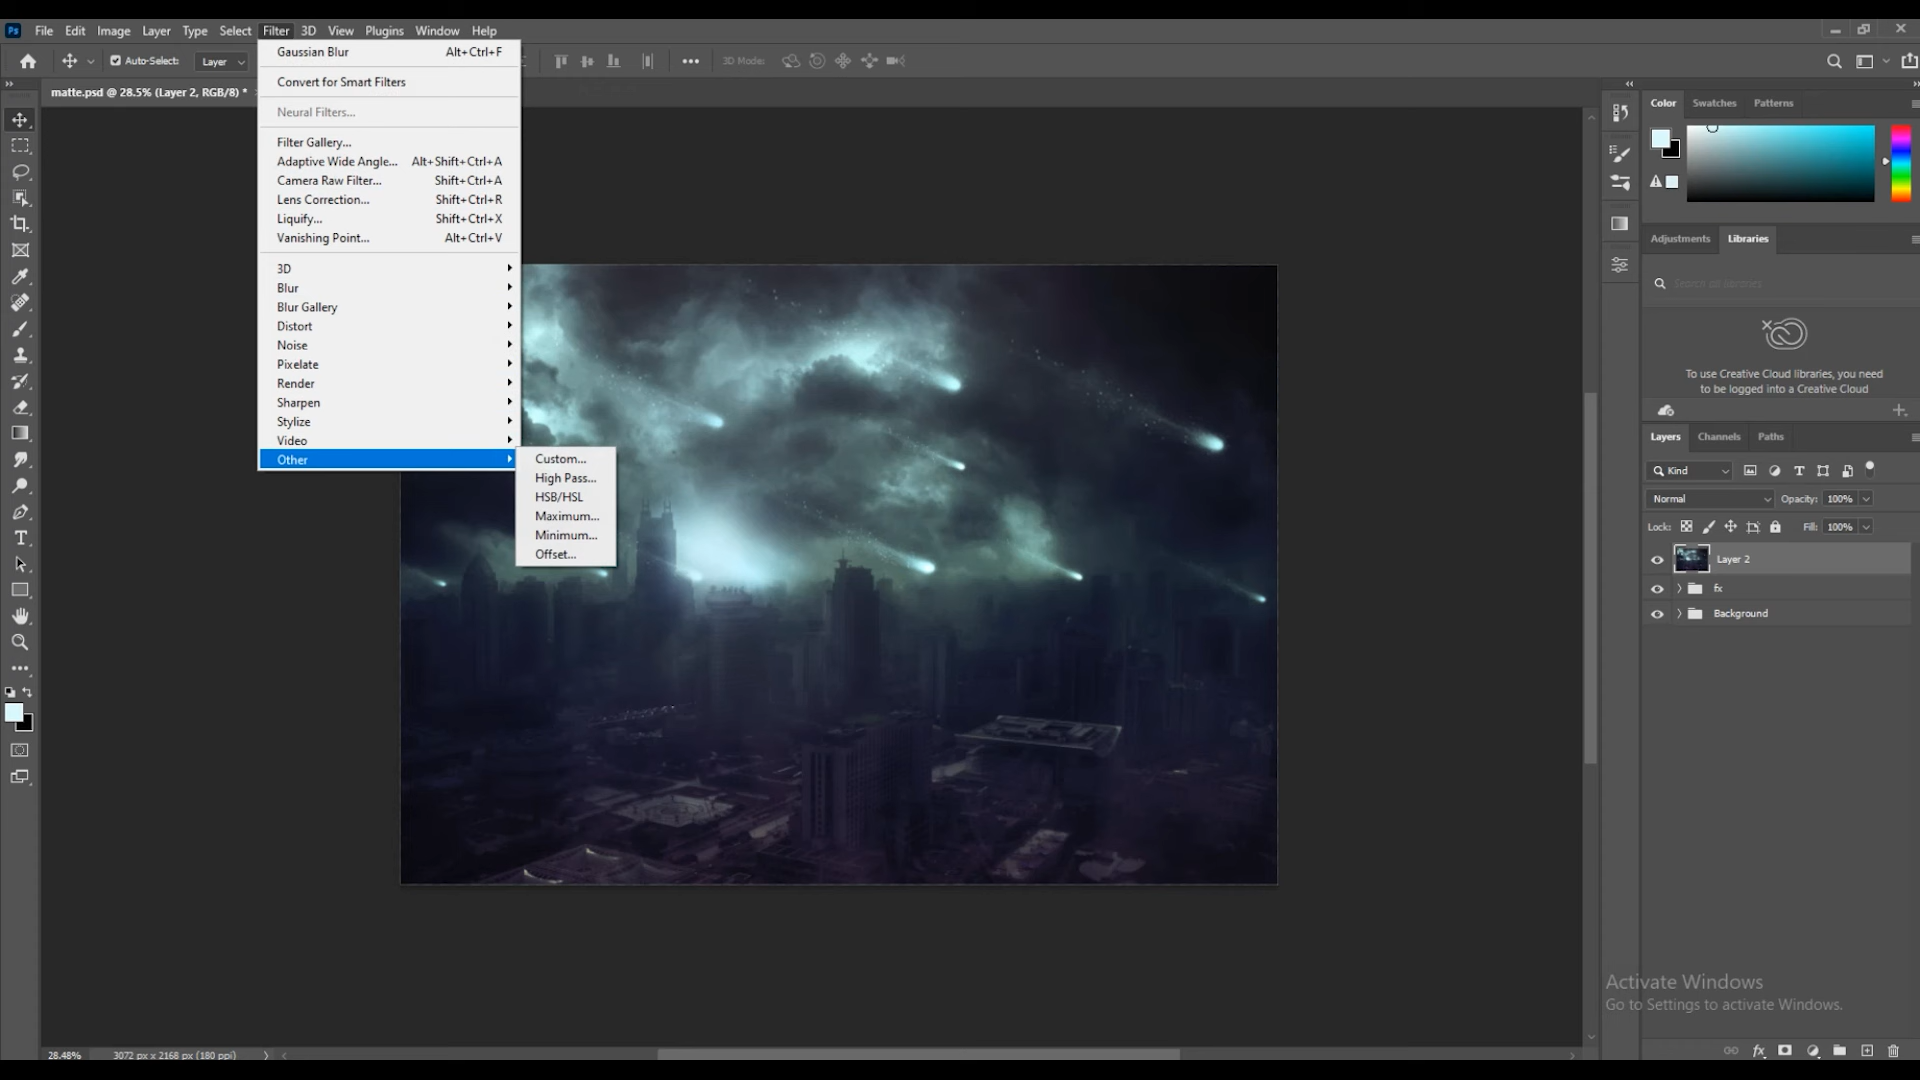 Ps File Edit Image Layer Type Select Filter 3D View Plugins Window Help
Auto-Select: Layer 3D Mode:
matte.psd @ 28.5% (Layer 2, RGB/8) *
Gaussian Blur Alt+Ctrl+F
Convert for Smart Filters
Neural Filters...
Filter Gallery...
Adaptive Wide Angle... Alt+Shift+Ctrl+A
Camera Raw Filter... Shift+Ctrl+A
Lens Correction... Shift+Ctrl+R
Liquify... Shift+Ctrl+X
Vanishing Point... Alt+Ctrl+V
3D
Blur
Blur Gallery
Distort
Noise
Pixelate
Render
Sharpen
Stylize
Video
Other
Custom...
High Pass...
HSB/HSL
Maximum...
Minimum...
Offset...
Color Swatches Patterns
Adjustments Libraries
Search all libraries
To use Creative Cloud libraries, you need
to be logged into a Creative Cloud
Layers Channels Paths
Kind
Normal Opacity: 100%
Lock: Fill: 100%
Layer 2
fx
Background
Activate Windows
Go to Settings to activate Windows.
28.48% 3072 px x 2168 px (180 ppi)
fx